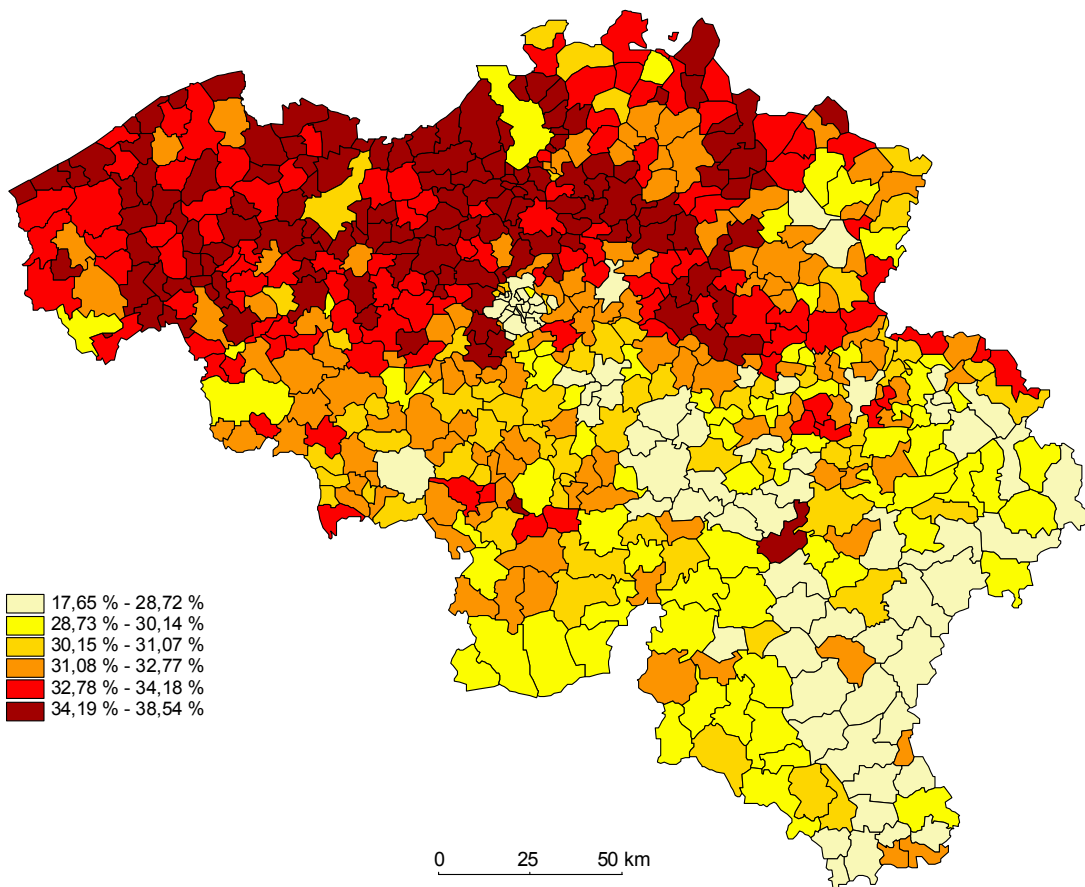 17,65 % - 28,72 %
28,73 % - 30,14 %
30,15 % - 31,07 %
31,08 % - 32,77 %
32,78 % - 34,18 %
34,19 % - 38,54 %
0 25 50 km